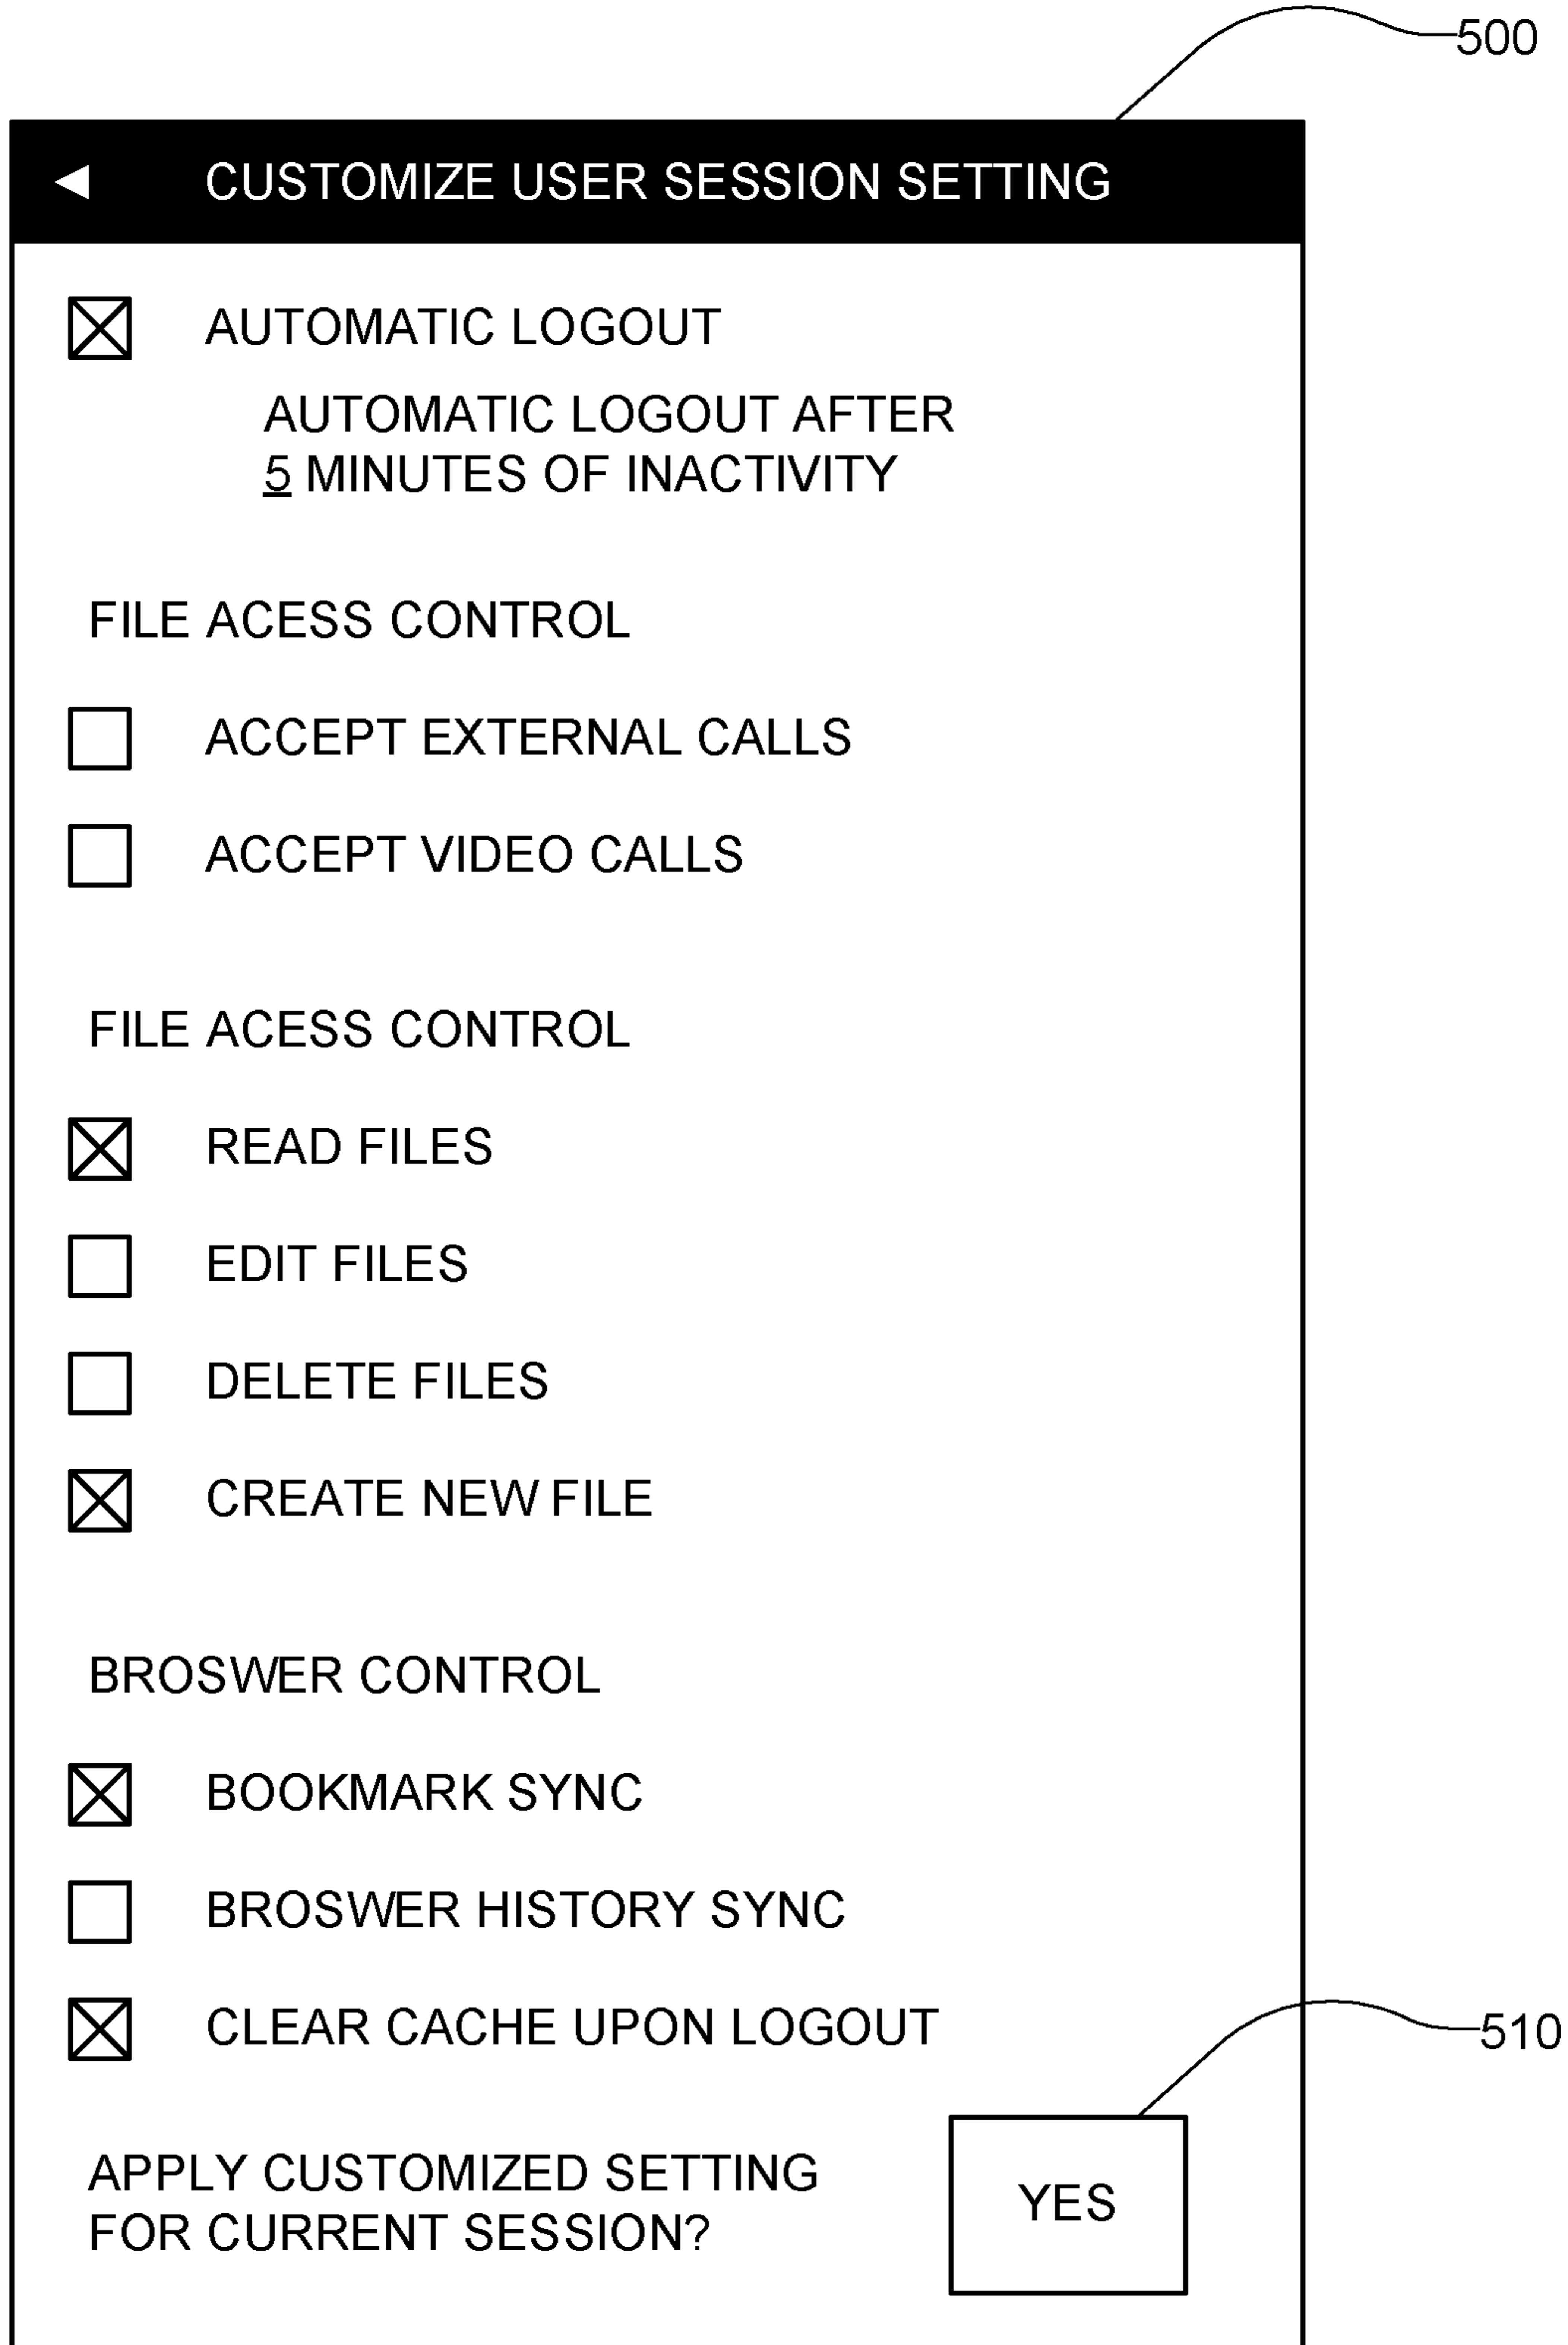 500
CUSTOMIZE USER SESSION SETTING
AUTOMATIC LOGOUT
AUTOMATIC LOGOUT AFTER
5 MINUTES OF INACTIVITY
FILE ACESS CONTROL
ACCEPT EXTERNAL CALLS
ACCEPT VIDEO CALLS
FILE ACESS CONTROL
READ FILES
EDIT FILES
DELETE FILES
CREATE NEW FILE
BROSWER CONTROL
BOOKMARK SYNC
BROSWER HISTORY SYNC
CLEAR CACHE UPON LOGOUT
510
APPLY CUSTOMIZED SETTING
FOR CURRENT SESSION?
YES